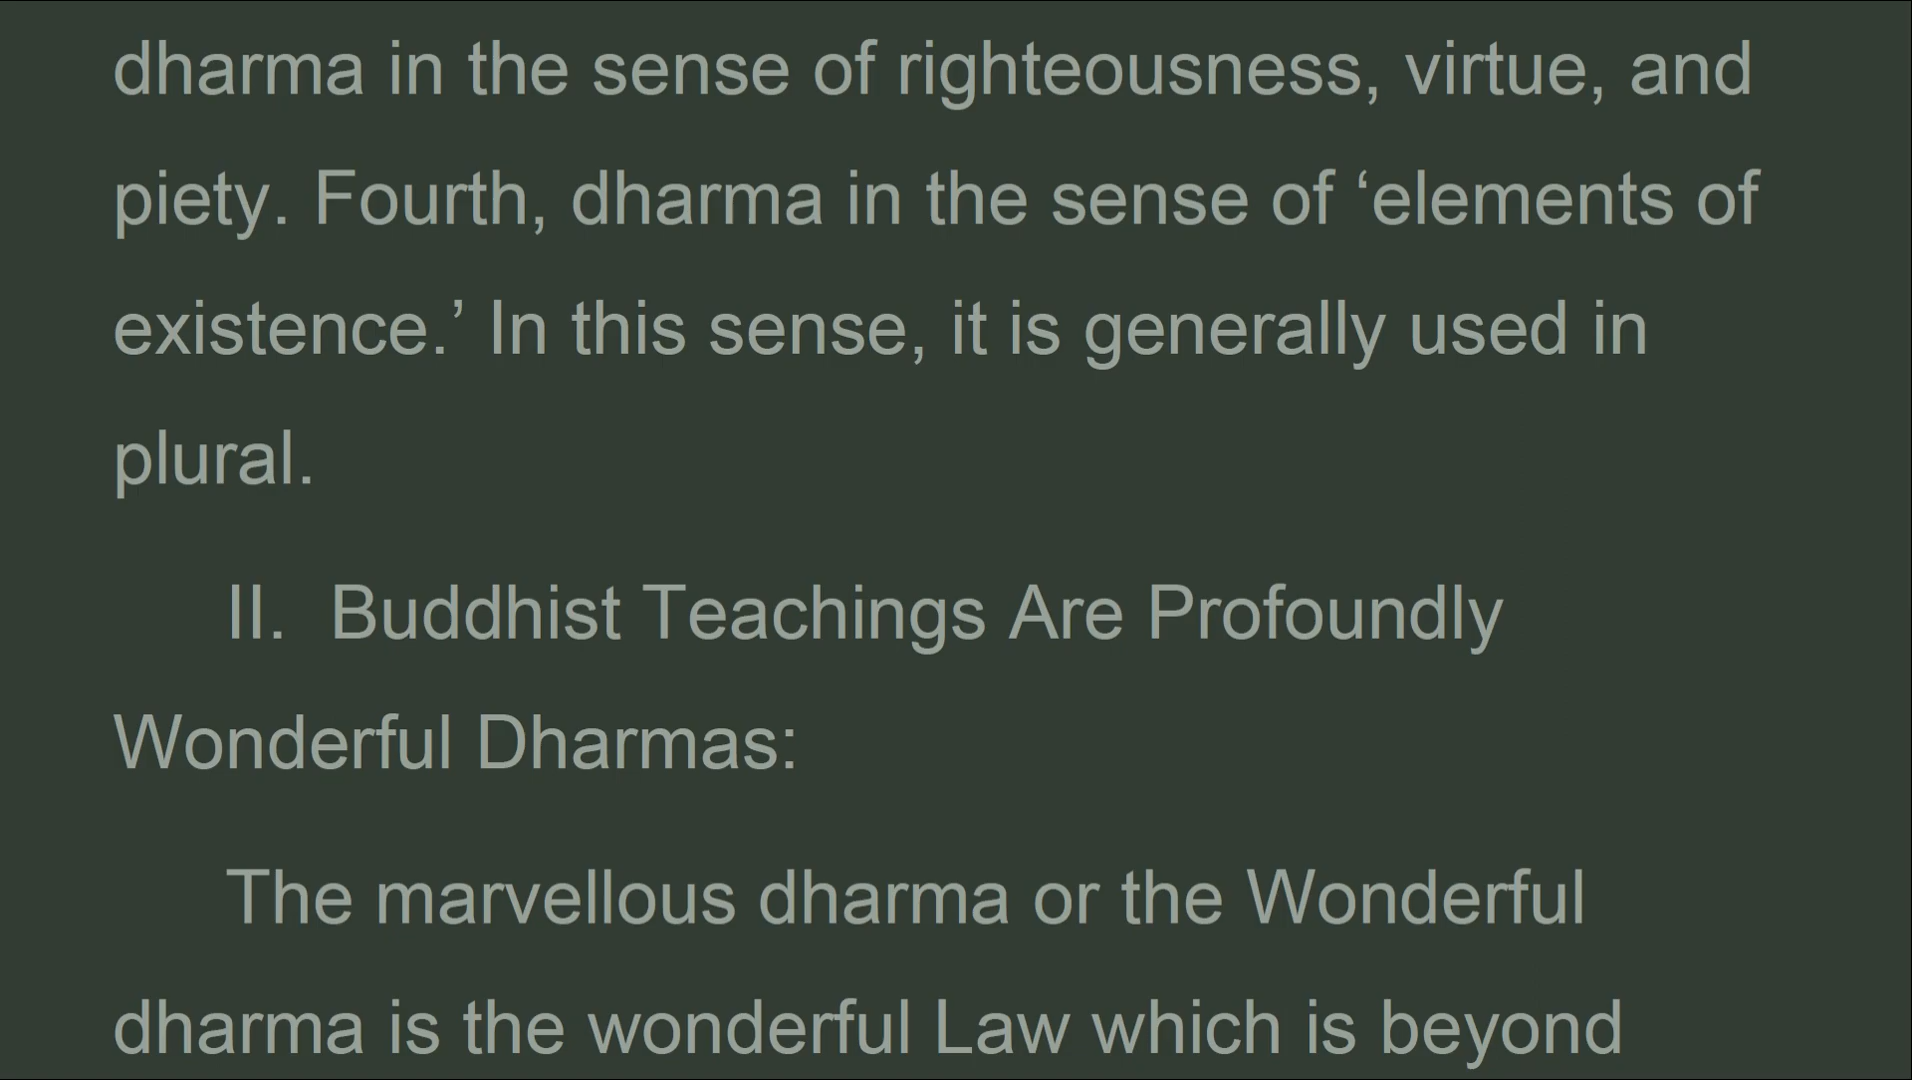 dharma in the sense of righteousness, virtue, and
piety. Fourth, dharma in the sense of ‘elements of
existence.’ In this sense, it is generally used in
plural.
II. Buddhist Teachings Are Profoundly
Wonderful Dharmas:
The marvellous dharma or the Wonderful
dharma is the wonderful Law which is beyond